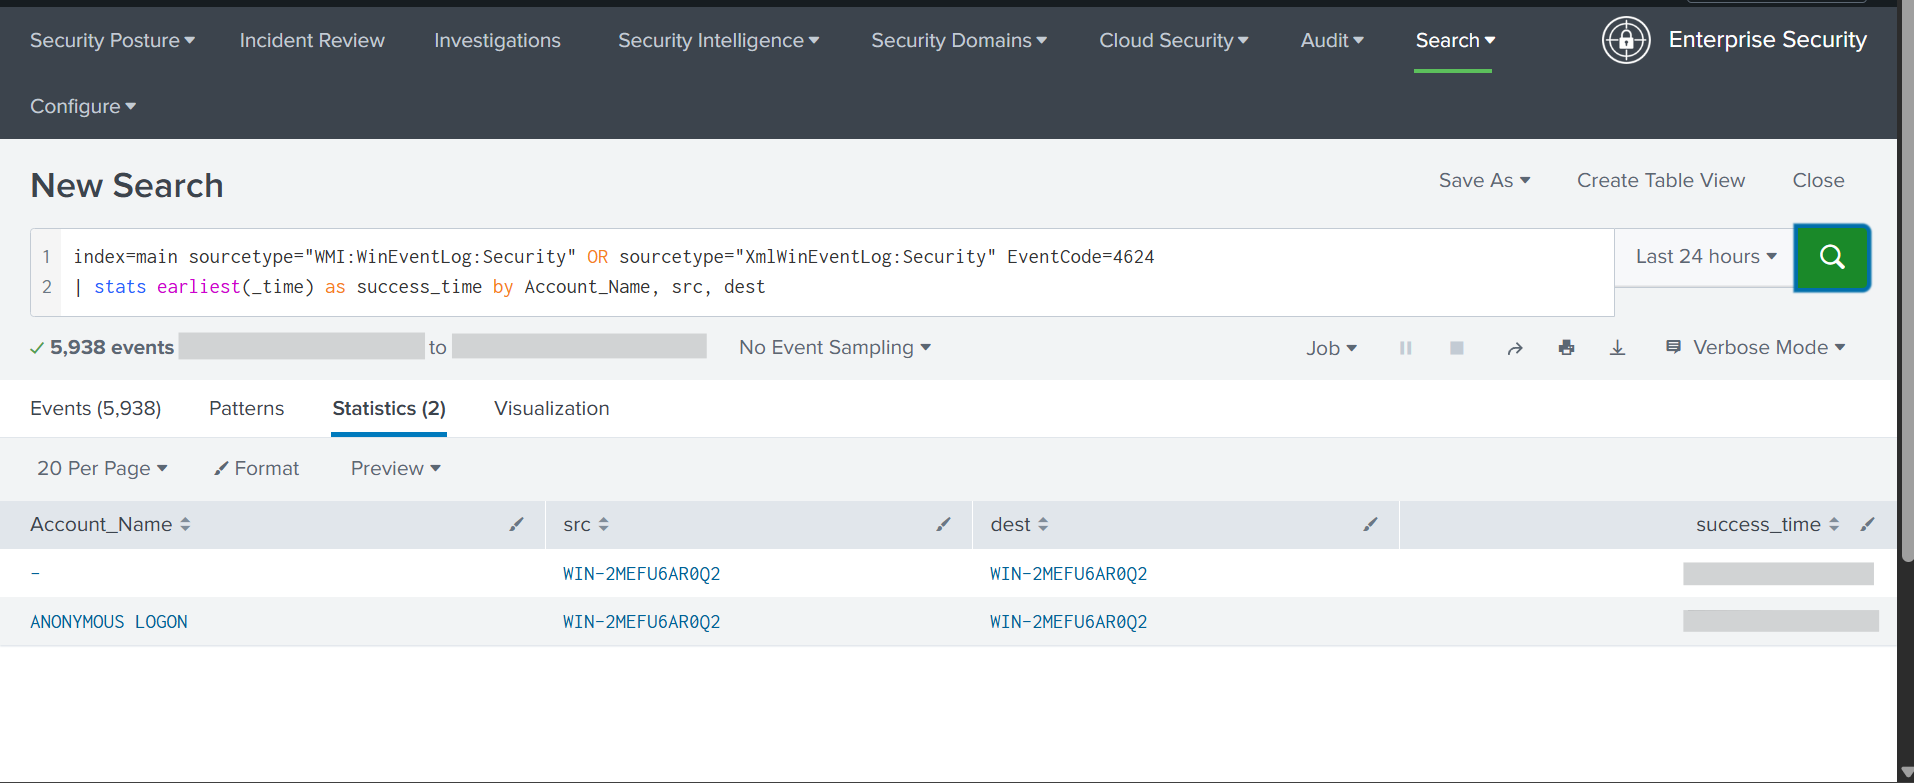 Security Posture Incident Review Investigations Security Intelligence Security Domains Cloud Security Audit Search Enterprise Security
Configure
New Search
Save As Create Table View Close
1 index=main sourcetype="WMI:WinEventLog:Security" OR sourcetype="XmlWinEventLog:Security" EventCode=4624
2 | stats earliest(_time) as success_time by Account_Name, src, dest
Last 24 hours
5,938 events to No Event Sampling Job Verbose Mode
Events (5,938) Patterns Statistics (2) Visualization
20 Per Page Format Preview
Account_Name src dest success_time
- WIN-2MEFU6AR0Q2 WIN-2MEFU6AR0Q2
ANONYMOUS LOGON WIN-2MEFU6AR0Q2 WIN-2MEFU6AR0Q2